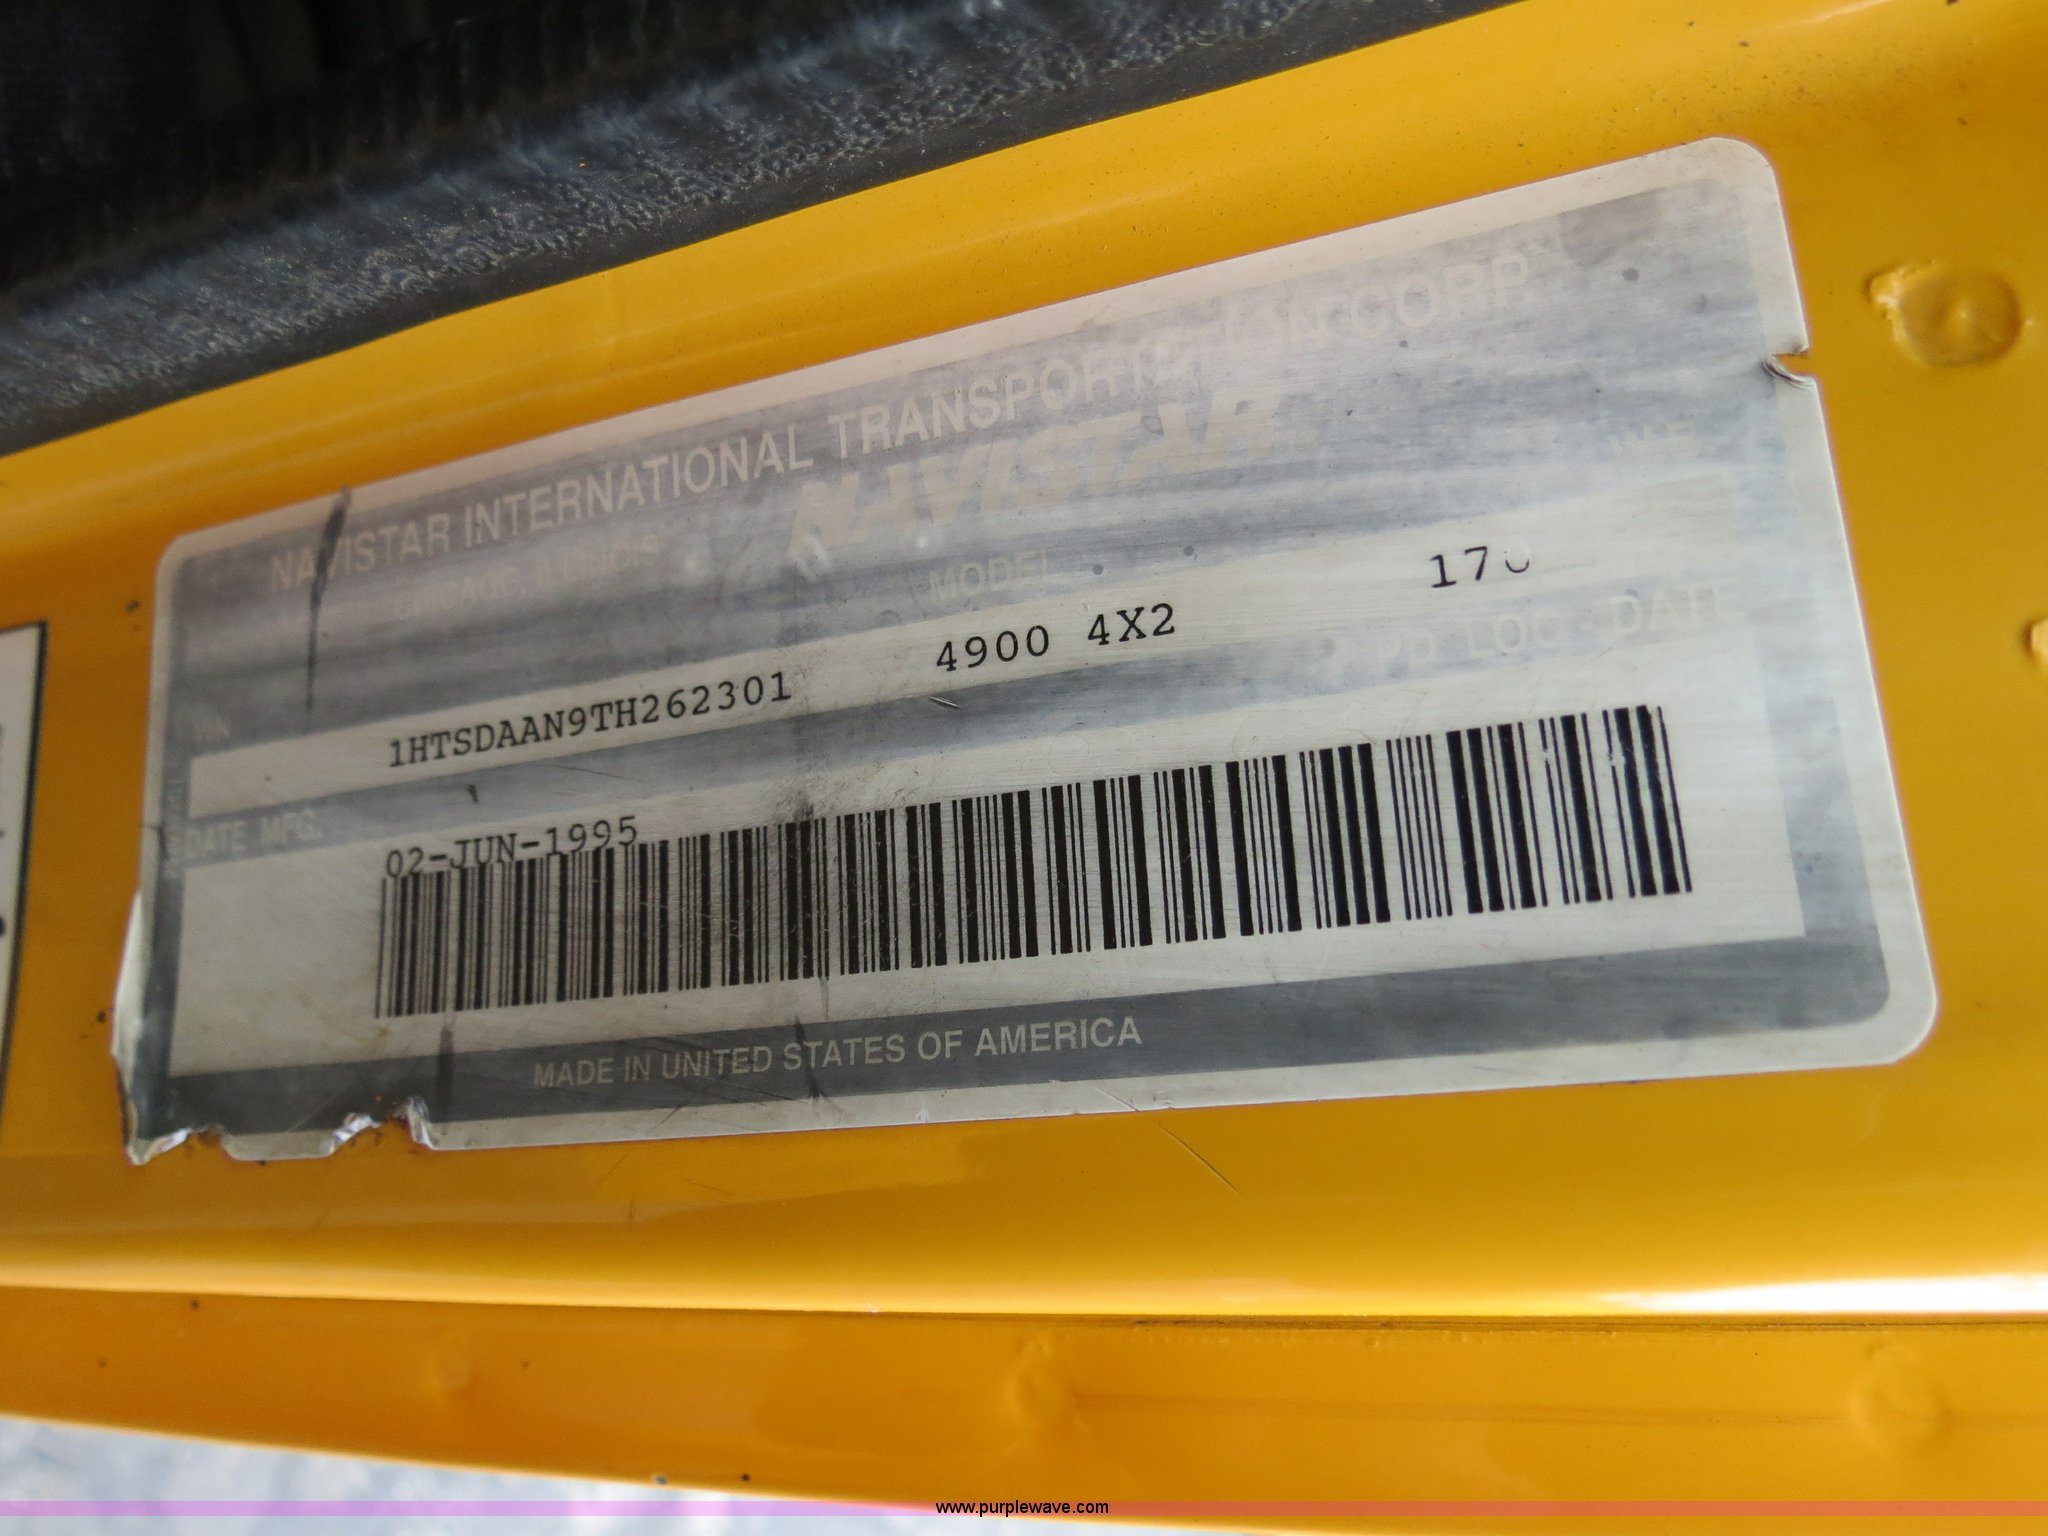 NAVISTAR INTERNATIONAL TRANSPORTATION CORP.
NAVISTAR
MODEL
VIN
1HTSDAAN9TH262301 4900 4X2
DATE MFG.
02-JUN-1995
MADE IN UNITED STATES OF AMERICA
www.purplewave.com